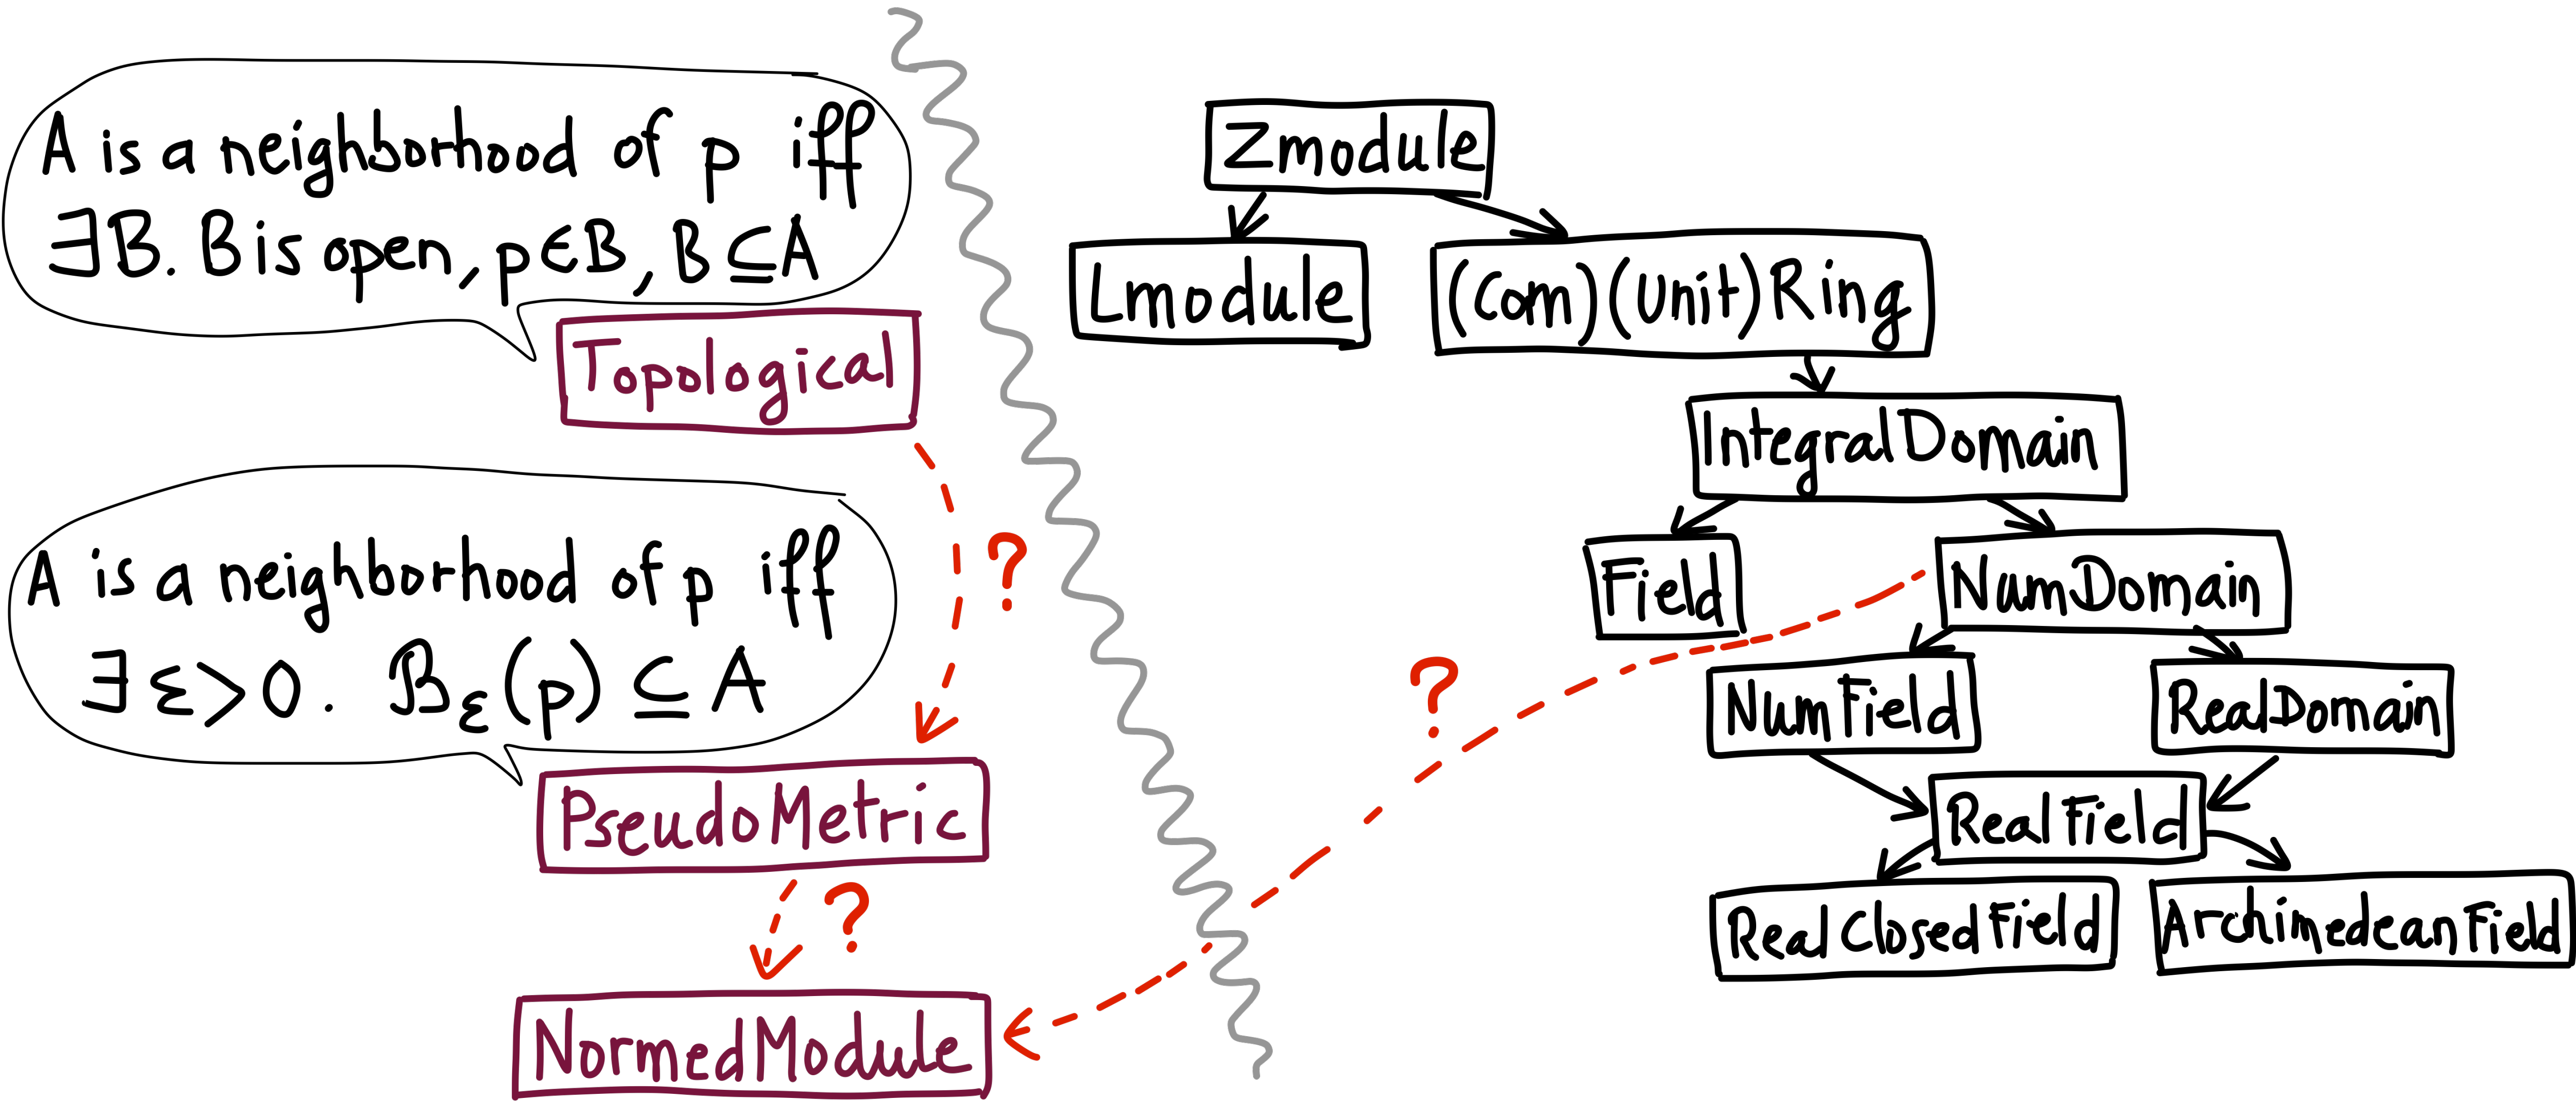 A is a neighborhood of p iff
∃B. B is open, p∈B, B⊆A
Topological
A is a neighborhood of p iff
∃ε>0. B_ε(p) ⊆ A
PseudoMetric
?
?
NormedModule
?
Zmodule
Lmodule
(Com)(Unit)Ring
IntegralDomain
Field
NumDomain
NumField
RealDomain
RealField
RealClosedField
ArchimedeanField